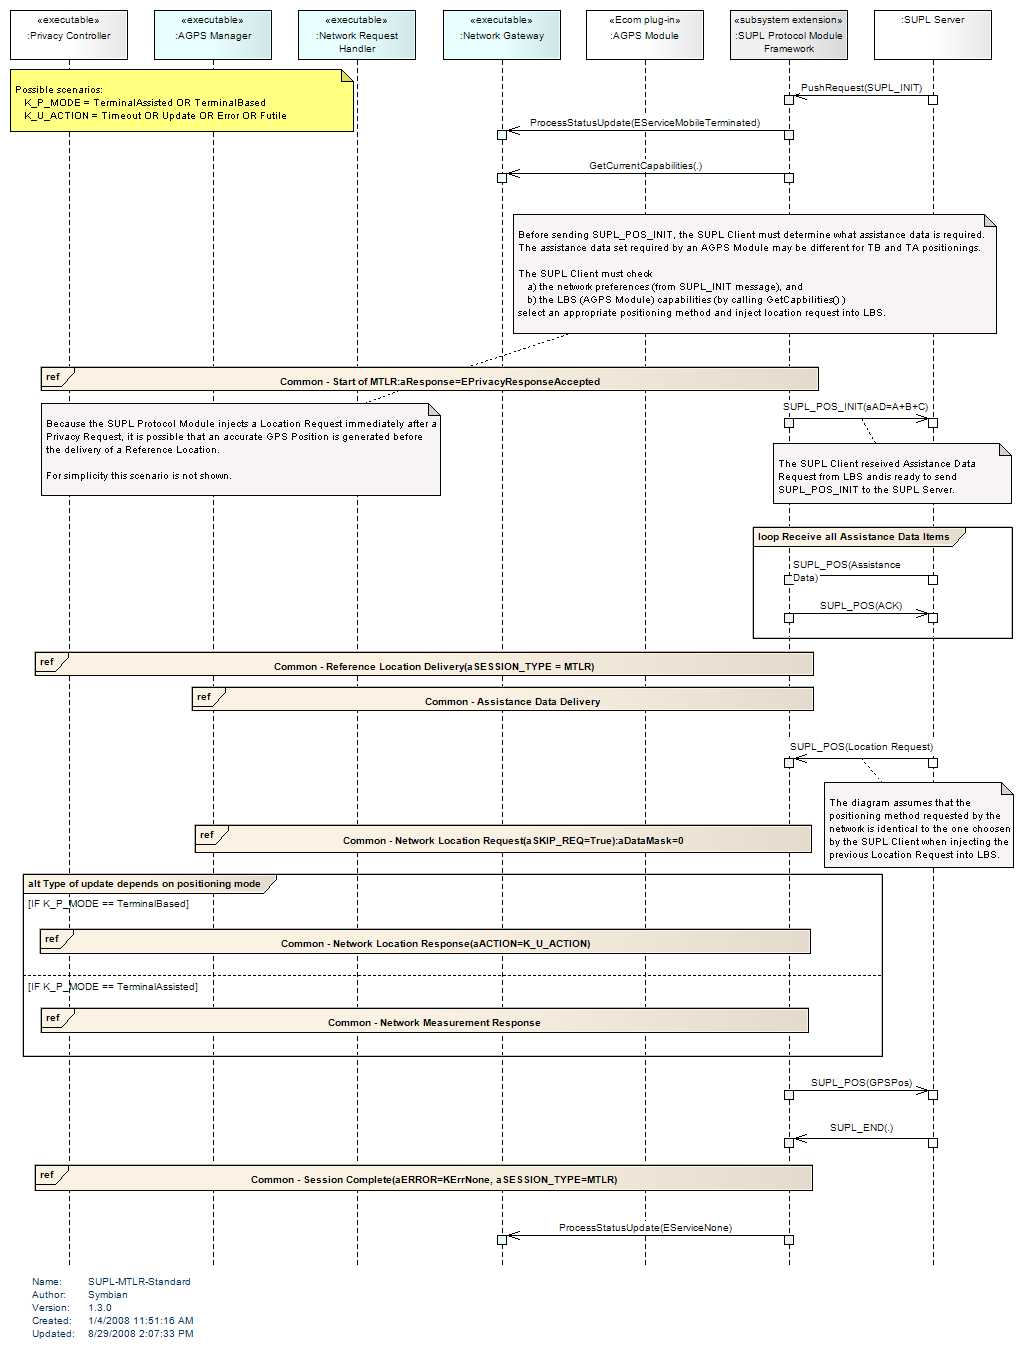 «executable»
:Privacy Controller
«executable»
:AGPS Manager
«executable»
:Network Request
Handler
«executable»
:Network Gateway
«Ecom plug-in»
:AGPS Module
«subsystem extension»
:SUPL Protocol Module
Framework
:SUPL Server
Possible scenarios:
K_P_MODE = TerminalAssisted OR TerminalBased
K_U_ACTION = Timeout OR Update OR Error OR Futile
PushRequest(SUPL_INIT)
ProcessStatusUpdate(EServiceMobileTerminated)
GetCurrentCapabilities(.)
Before sending SUPL_POS_INIT, the SUPL Client must determine what assistance data is required.
The assistance data set required by an AGPS Module may be different for TB and TA positionings.
The SUPL Client must check
a) the network preferences (from SUPL_INIT message), and
b) the LBS (AGPS Module) capabilities (by calling GetCapbilities() )
select an appropriate positioning method and inject location request into LBS.
ref
Common - Start of MTLR:aResponse=EPrivacyResponseAccepted
SUPL_POS_INIT(aAD=A+B+C)
Because the SUPL Protocol Module injects a Location Request immediately after a
Privacy Request, it is possible that an accurate GPS Position is generated before
the delivery of a Reference Location.
For simplicity this scenario is not shown.
The SUPL Client reseived Assistance Data
Request from LBS andis ready to send
SUPL_POS_INIT to the SUPL Server.
loop Receive all Assistance Data Items
SUPL_POS(Assistance
Data)
SUPL_POS(ACK)
ref
Common - Reference Location Delivery(aSESSION_TYPE = MTLR)
ref
Common - Assistance Data Delivery
SUPL_POS(Location Request)
The diagram assumes that the
positioning method requested by the
network is identical to the one choosen
by the SUPL Client when injecting the
previous Location Request into LBS.
ref
Common - Network Location Request(aSKIP_REQ=True):aDataMask=0
alt Type of update depends on positioning mode
[IF K_P_MODE == TerminalBased]
ref
Common - Network Location Response(aACTION=K_U_ACTION)
[IF K_P_MODE == TerminalAssisted]
ref
Common - Network Measurement Response
SUPL_POS(GPSPos)
SUPL_END(.)
ref
Common - Session Complete(aERROR=KErrNone, aSESSION_TYPE=MTLR)
ProcessStatusUpdate(EServiceNone)
Name: SUPL-MTLR-Standard
Author: Symbian
Version: 1.3.0
Created: 1/4/2008 11:51:16 AM
Updated: 8/29/2008 2:07:33 PM